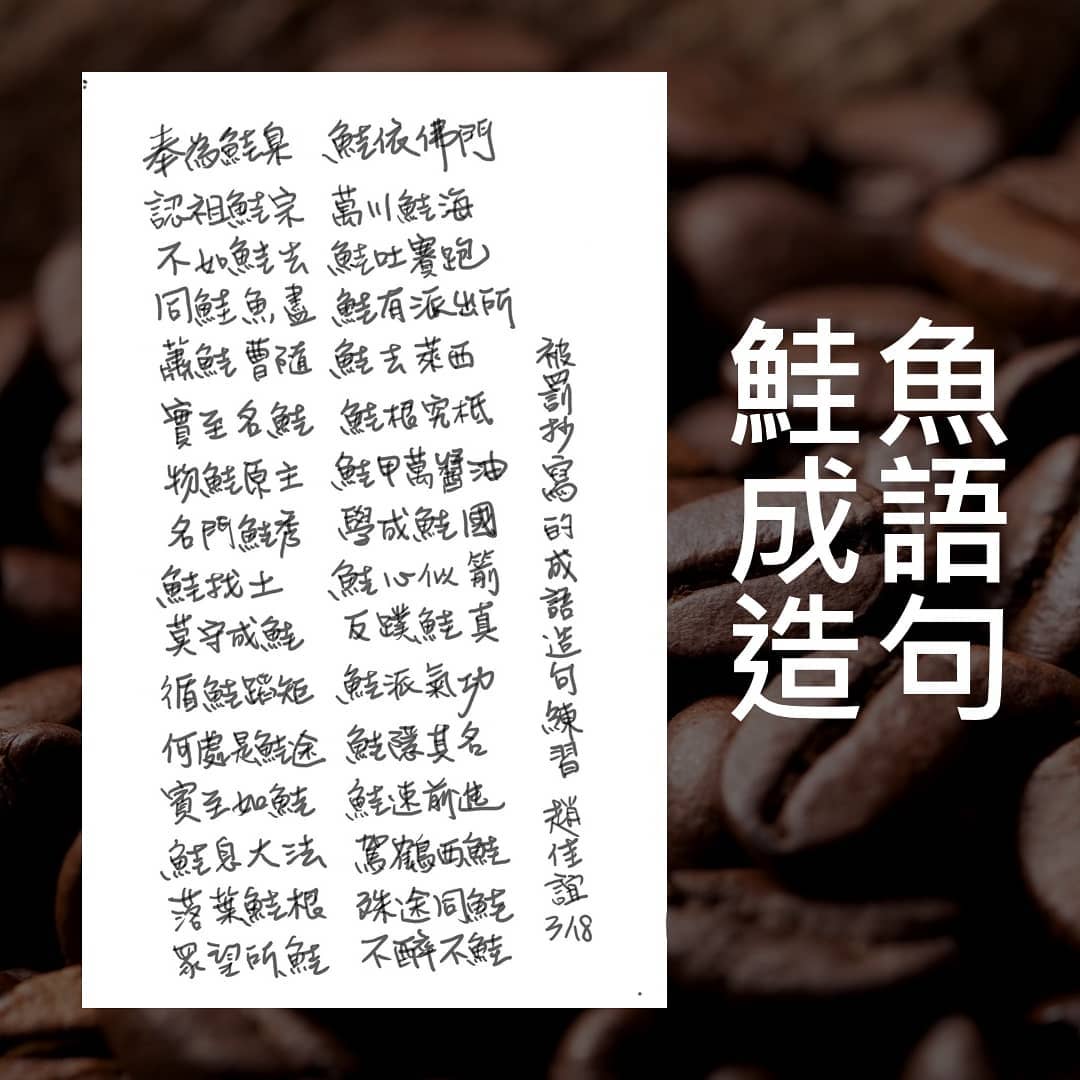 奉為鮭臬 鮭依佛門
認祖鮭宗 萬川鮭海
不如鮭去 鮭吐賽跑
同鮭魚盡 鮭有派出所
蕭鮭曹隨 鮭去萊西
實至名鮭 鮭根究柢
物鮭原主 鮭甲萬醬油
名門鮭秀 學成鮭國
鮭找土 鮭心似箭
莫守成鮭 反蹼鮭真
循鮭蹈矩 鮭派氣功
何處是鮭途 鮭隱其名
賓至如鮭 鮭速前進
鮭息大法 駕鶴西鮭
落葉鮭根 殊途同鮭
眾望所鮭 不醉不鮭
被罰抄寫的成語造句練習 趙佳誼 3/18
鮭魚
成語
造句